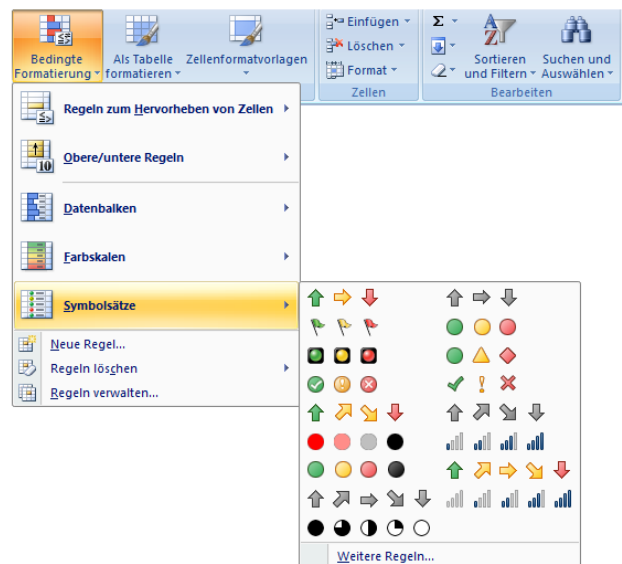 Bedingte Formatierung
Als Tabelle formatieren
Zellenformatvorlagen
Einfügen
Löschen
Format
Zellen
Σ
Sortieren und Filtern
Suchen und Auswählen
Bearbeiten
Regeln zum Hervorheben von Zellen
10
Obere/untere Regeln
Datenbalken
Farbskalen
Symbolsätze
Neue Regel...
Regeln löschen
Regeln verwalten...
Weitere Regeln...